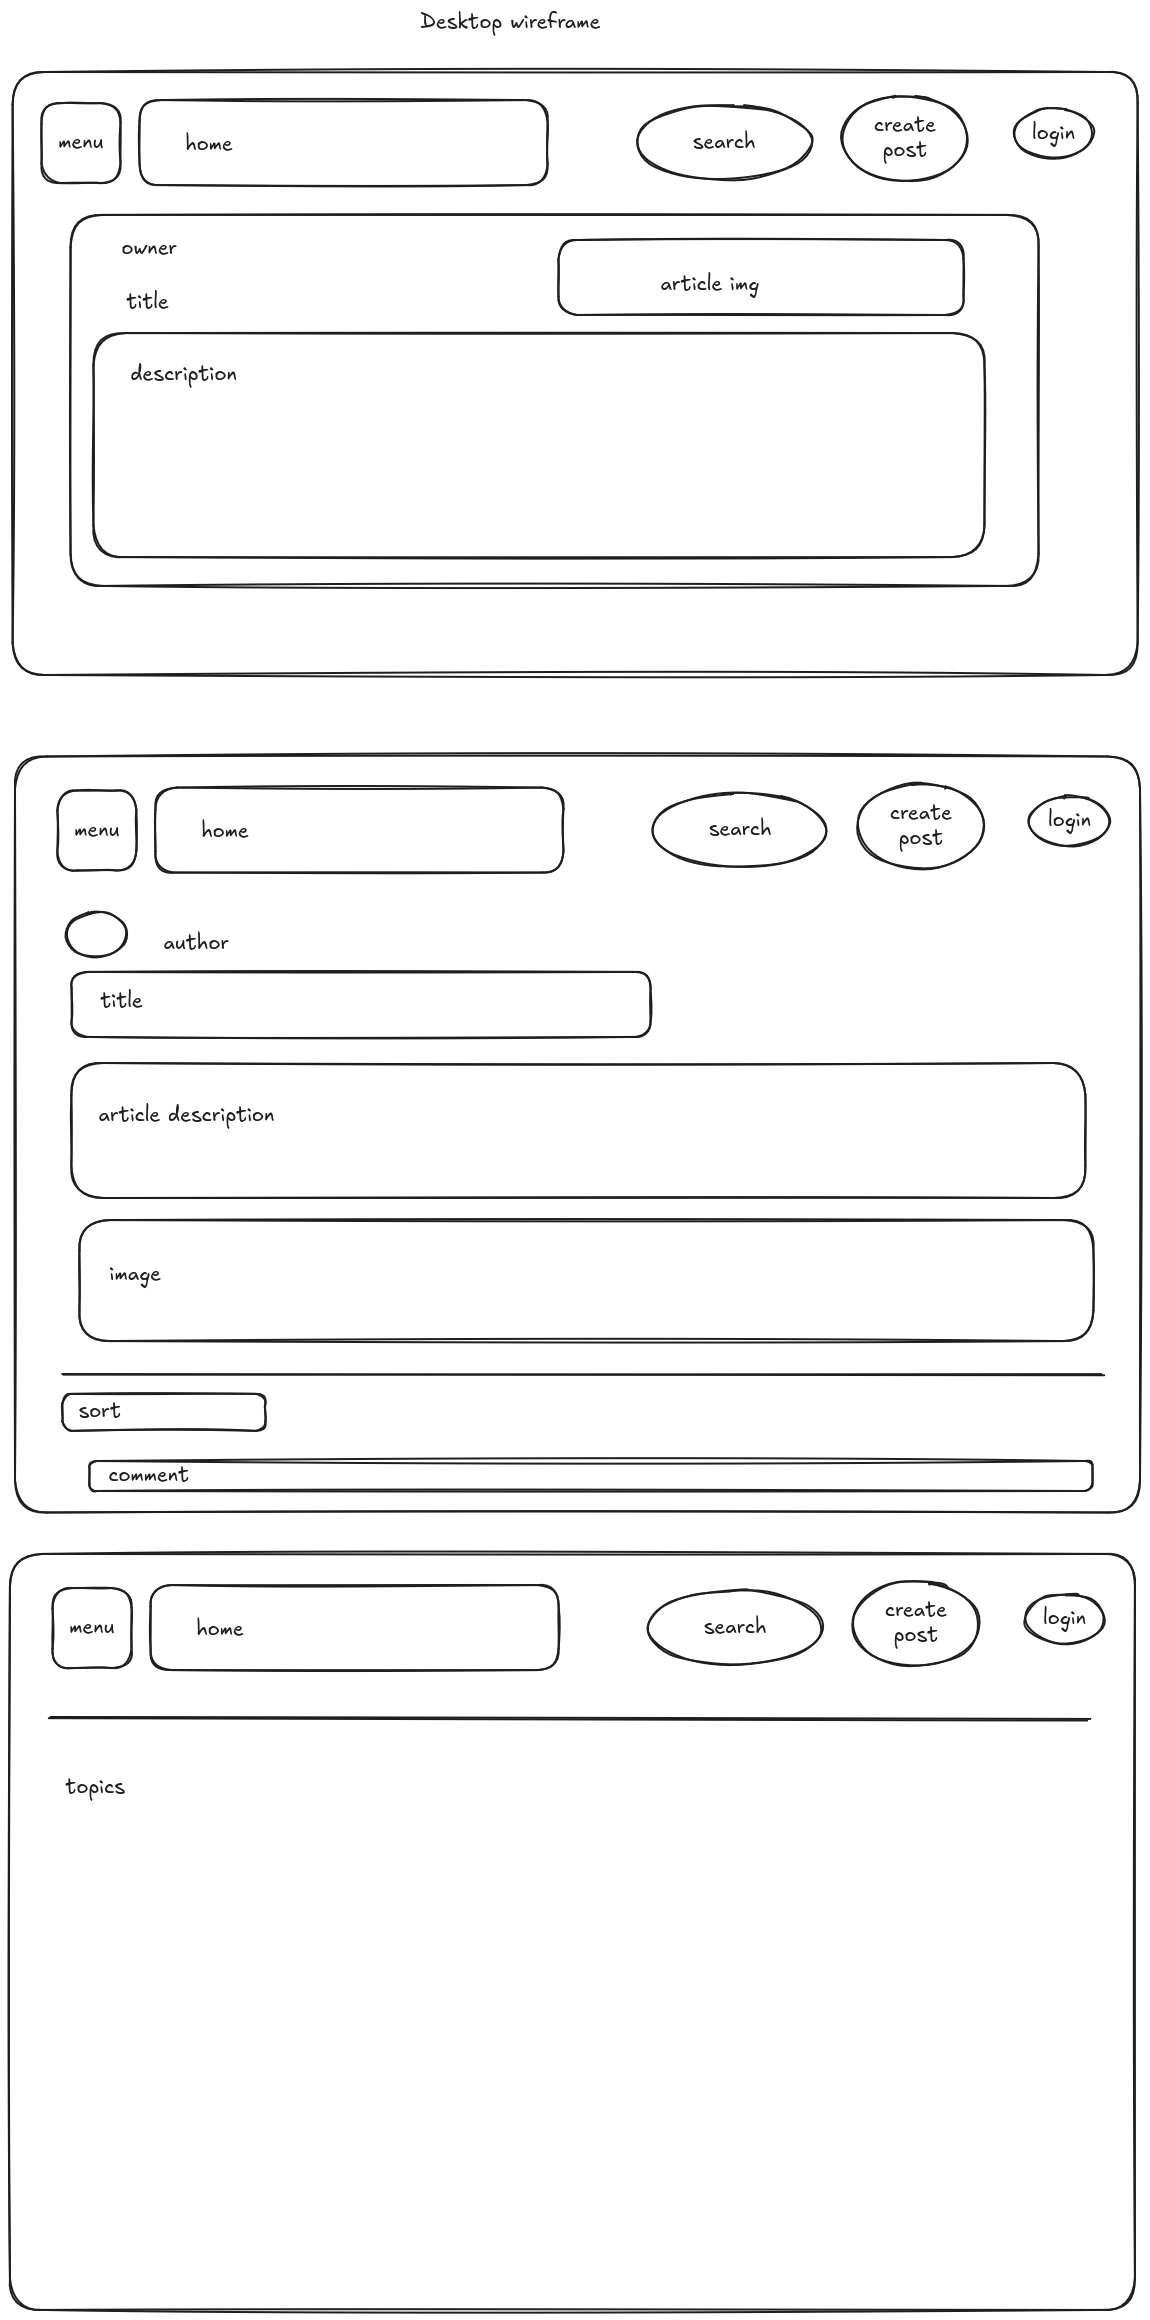 Desktop wireframe
menu
home
search
create
post
login
owner
title
article img
description
menu
home
search
create
post
login
author
title
article description
image
sort
comment
menu
home
search
create
post
login
topics